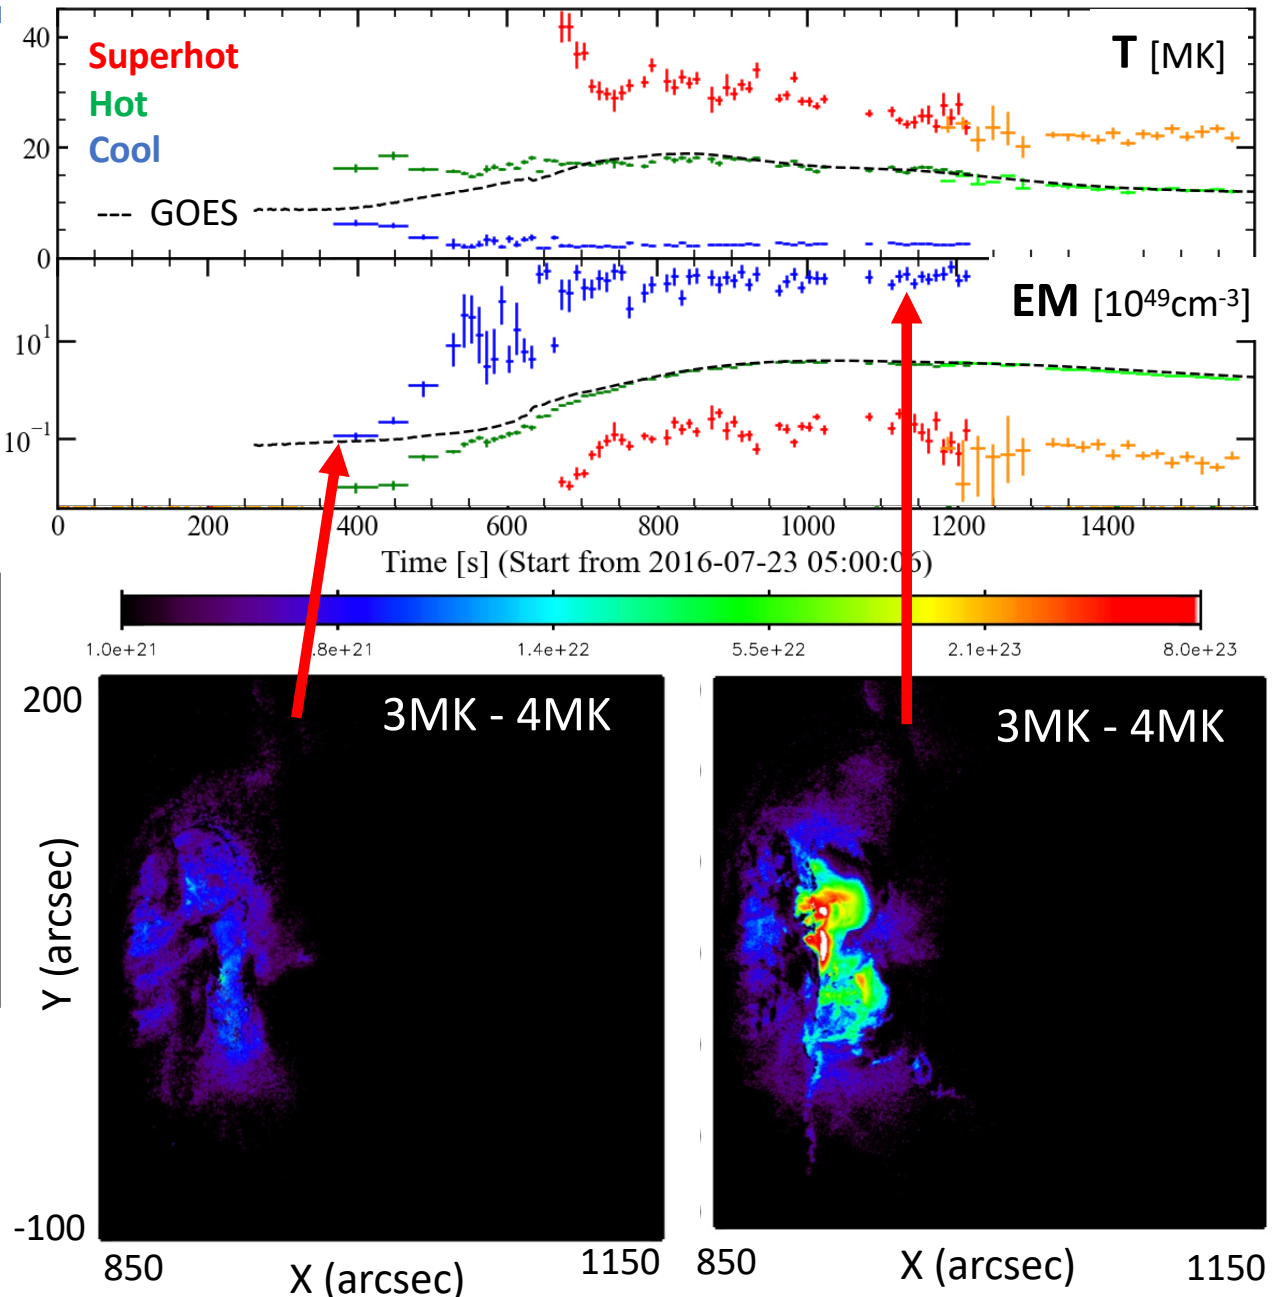 40
Superhot
T [MK]
Hot
Cool
20
--- GOES
0
EM [10⁴⁹cm⁻³]
10¹
10⁻¹
0 200 400 600 800 1000 1200 1400
Time [s] (Start from 2016-07-23 05:00:06)
1.0e+21 .8e+21 1.4e+22 5.5e+22 2.1e+23 8.0e+23
200
3MK - 4MK
3MK - 4MK
Y (arcsec)
-100
850 1150 850 1150
X (arcsec) X (arcsec)